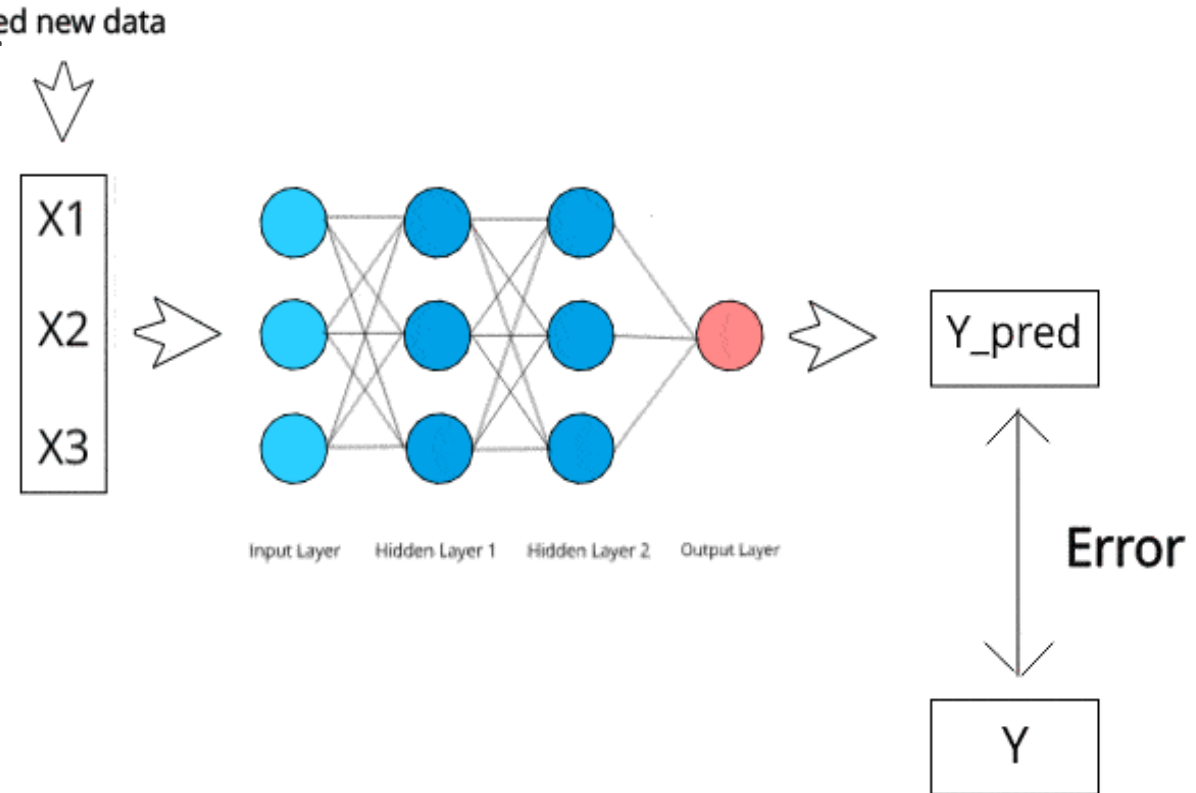 ed new data
X1
X2
X3
Y_pred
Input Layer
Hidden Layer 1
Hidden Layer 2
Output Layer
Error
Y